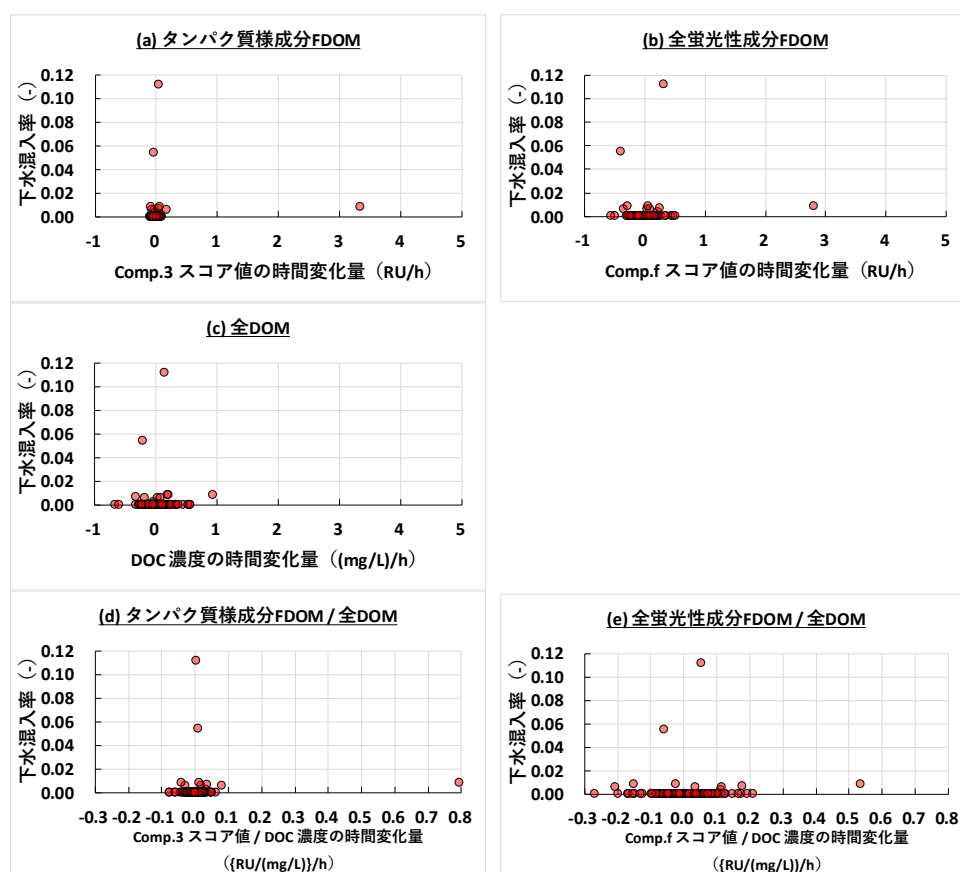 (a) タンパク質様成分FDOM
下水混入率 (-)
0.12
0.10
0.08
0.06
0.04
0.02
0.00
-1 0 1 2 3 4 5
Comp.3 スコア値の時間変化量（RU/h）
(b) 全蛍光性成分FDOM
下水混入率 (-)
0.12
0.10
0.08
0.06
0.04
0.02
0.00
-1 0 1 2 3 4 5
Comp.f スコア値の時間変化量（RU/h）
(c) 全DOM
下水混入率 (-)
0.12
0.10
0.08
0.06
0.04
0.02
0.00
-1 0 1 2 3 4 5
DOC 濃度の時間変化量（(mg/L)/h）
(d) タンパク質様成分FDOM / 全DOM
下水混入率 (-)
0.12
0.10
0.08
0.06
0.04
0.02
0.00
-0.3 -0.2 -0.1 0.0 0.1 0.2 0.3 0.4 0.5 0.6 0.7 0.8
Comp.3 スコア値 / DOC 濃度の時間変化量
({RU/(mg/L)}/h)
(e) 全蛍光性成分FDOM / 全DOM
下水混入率 (-)
0.12
0.10
0.08
0.06
0.04
0.02
0.00
-0.3 -0.2 -0.1 0.0 0.1 0.2 0.3 0.4 0.5 0.6 0.7 0.8
Comp.f スコア値 / DOC 濃度の時間変化量
({RU/(mg/L))/h)